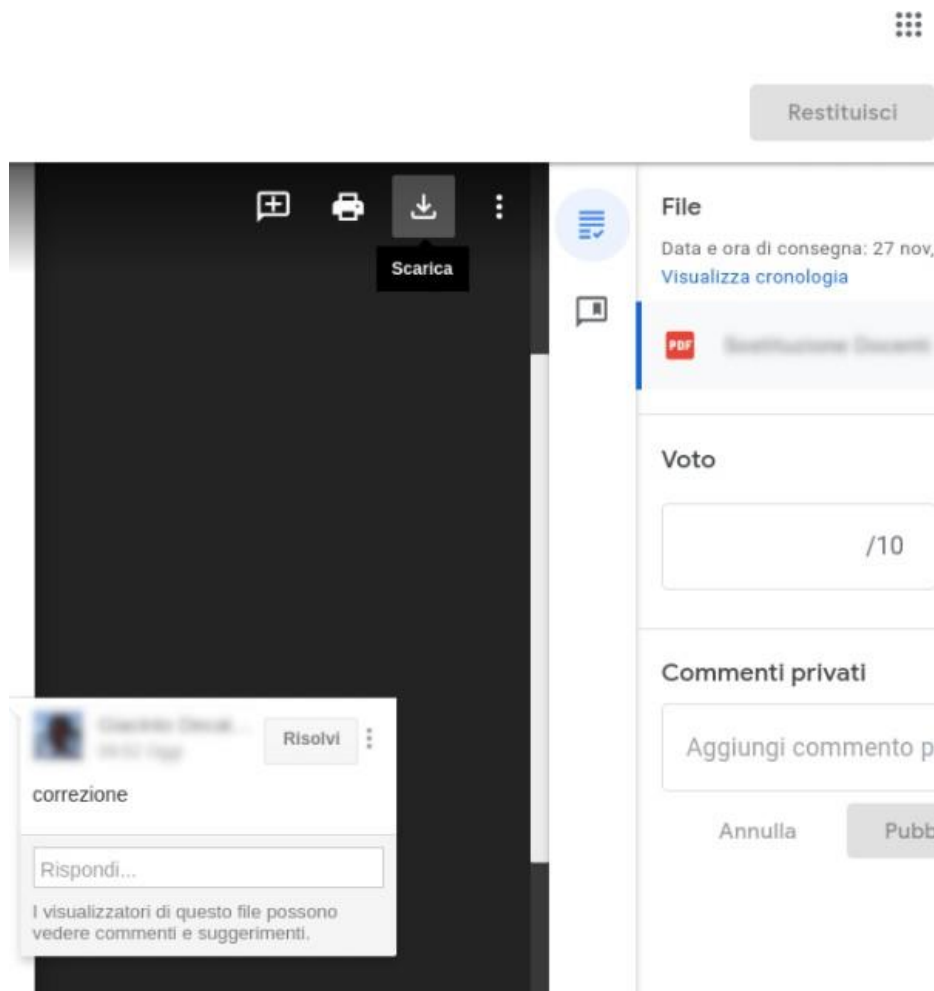 Restituisci
Scarica
File
Data e ora di consegna: 27 nov,
Visualizza cronologia
PDF
Voto
/10
Commenti privati
Aggiungi commento p
Annulla
Pubb
Risolvi
correzione
Rispondi...
I visualizzatori di questo file possono
vedere commenti e suggerimenti.